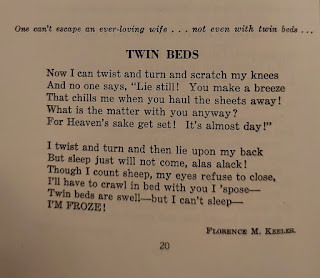 One can't escape an ever-loving wife . . . not even with twin beds . . .
TWIN BEDS
Now I can twist and turn and scratch my knees
And no one says, "Lie still! You make a breeze
That chills me when you haul the sheets away!
What is the matter with you anyway?
For Heaven's sake get set! It's almost day!"
I twist and turn and then lie upon my back
But sleep just will not come, alas alack!
Though I count sheep, my eyes refuse to close,
I'll have to crawl in bed with you I 'spose—
Twin beds are swell—but I can't sleep—
I'M FROZE!
FLORENCE M. KEELER.
20